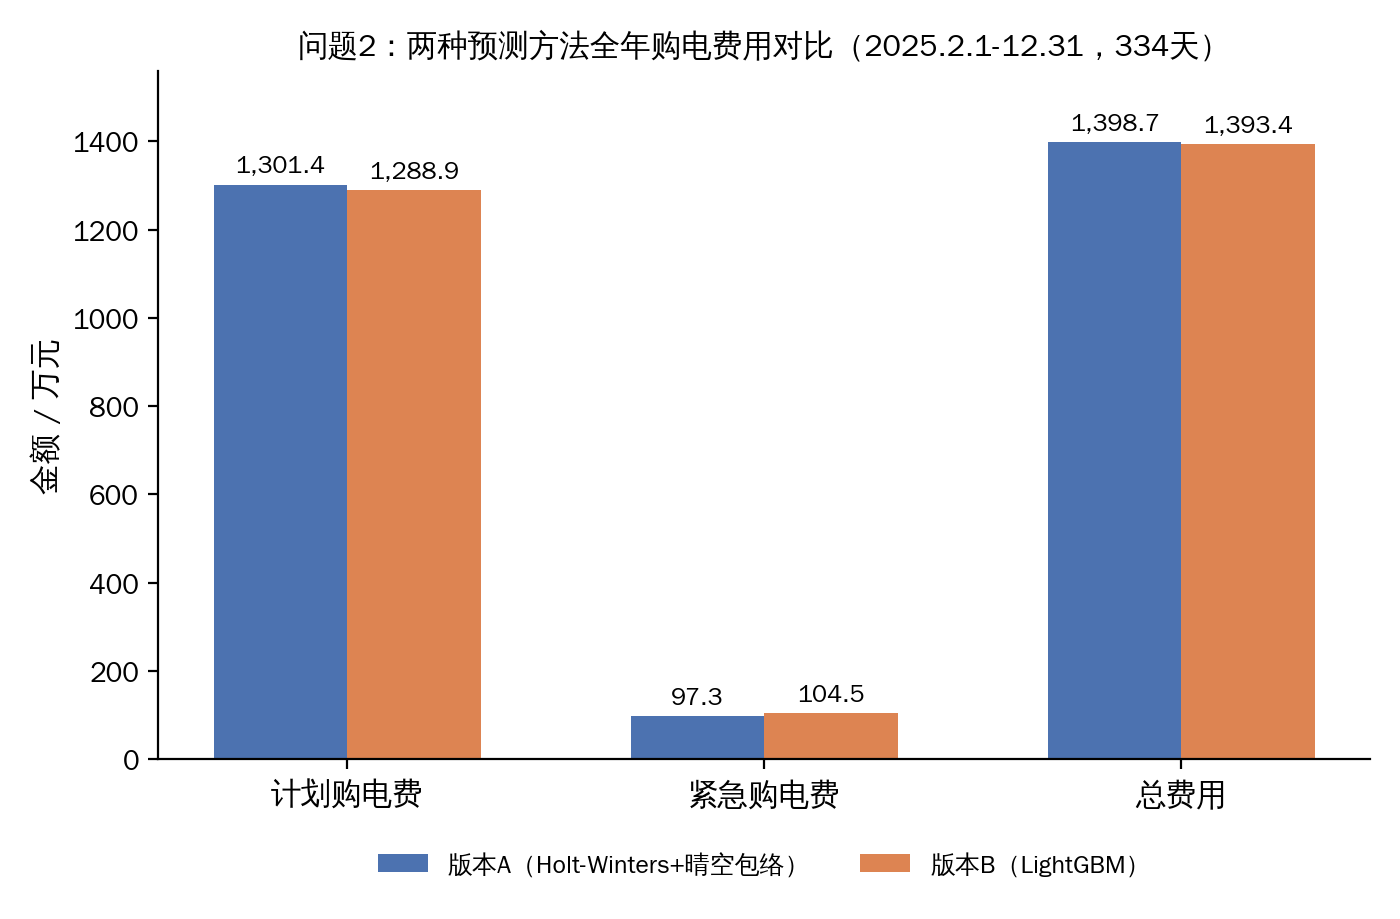 问题2：两种预测方法全年购电费用对比（2025.2.1-12.31，334天）
金额 / 万元
1400
1200
1000
800
600
400
200
0
1,301.4
1,288.9
97.3
104.5
1,398.7
1,393.4
计划购电费
紧急购电费
总费用
版本A（Holt-Winters+晴空包络）
版本B（LightGBM）